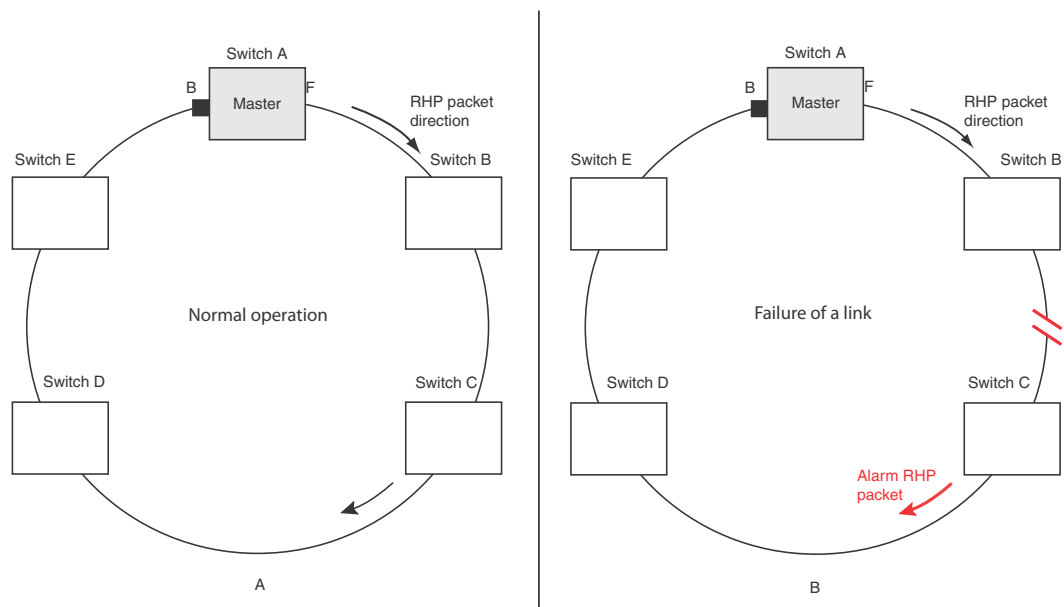 Switch A
B
F
Master
RHP packet
direction
Switch E
Switch B
Normal operation
Switch D
Switch C
A
Switch A
B
F
Master
RHP packet
direction
Switch E
Switch B
Failure of a link
Switch D
Switch C
Alarm RHP
packet
B